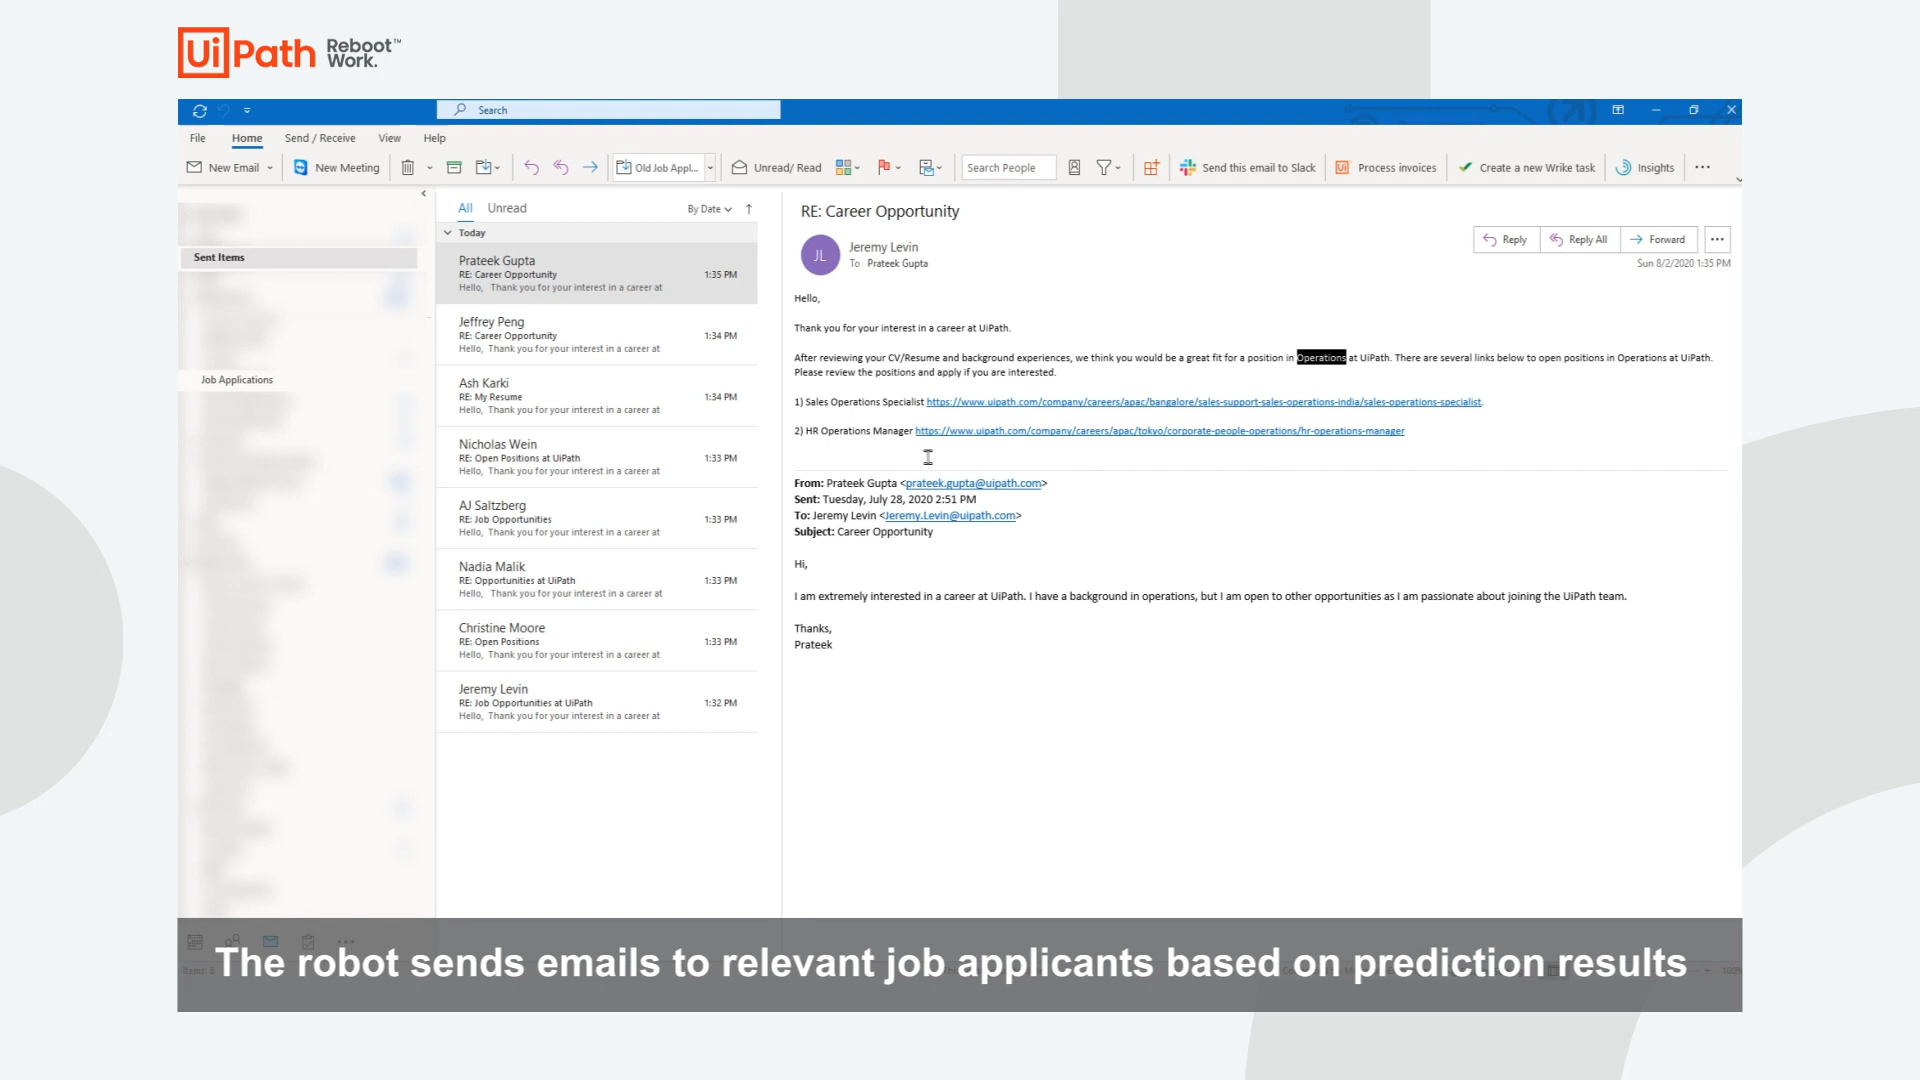 UiPath Reboot Work.™
Search
File Home Send / Receive View Help
New Email New Meeting Old Job Appl... Unread/ Read Search People Send this email to Slack Process invoices Create a new Wrike task Insights
Sent Items
Job Applications
All Unread By Date
Today
Prateek Gupta
RE: Career Opportunity 1:35 PM
Hello, Thank you for your interest in a career at
Jeffrey Peng
RE: Career Opportunity 1:34 PM
Hello, Thank you for your interest in a career at
Ash Karki
RE: My Resume 1:34 PM
Hello, Thank you for your interest in a career at
Nicholas Wein
RE: Open Positions at UiPath 1:33 PM
Hello, Thank you for your interest in a career at
AJ Saltzberg
RE: Job Opportunities 1:33 PM
Hello, Thank you for your interest in a career at
Nadia Malik
RE: Opportunities at UiPath 1:33 PM
Hello, Thank you for your interest in a career at
Christine Moore
RE: Open Positions 1:33 PM
Hello, Thank you for your interest in a career at
Jeremy Levin
RE: Job Opportunities at UiPath 1:32 PM
Hello, Thank you for your interest in a career at
RE: Career Opportunity
JL
Jeremy Levin
To Prateek Gupta
Reply Reply All Forward
Sun 8/2/2020 1:35 PM
Hello,
Thank you for your interest in a career at UiPath.
After reviewing your CV/Resume and background experiences, we think you would be a great fit for a position in Operations at UiPath. There are several links below to open positions in Operations at UiPath.
Please review the positions and apply if you are interested.
1) Sales Operations Specialist https://www.uipath.com/company/careers/apac/bangalore/sales-support-sales-operations-india/sales-operations-specialist.
2) HR Operations Manager https://www.uipath.com/company/careers/apac/tokyo/corporate-people-operations/hr-operations-manager
From: Prateek Gupta <prateek.gupta@uipath.com>
Sent: Tuesday, July 28, 2020 2:51 PM
To: Jeremy Levin <Jeremy.Levin@uipath.com>
Subject: Career Opportunity
Hi,
I am extremely interested in a career at UiPath. I have a background in operations, but I am open to other opportunities as I am passionate about joining the UiPath team.
Thanks,
Prateek
The robot sends emails to relevant job applicants based on prediction results